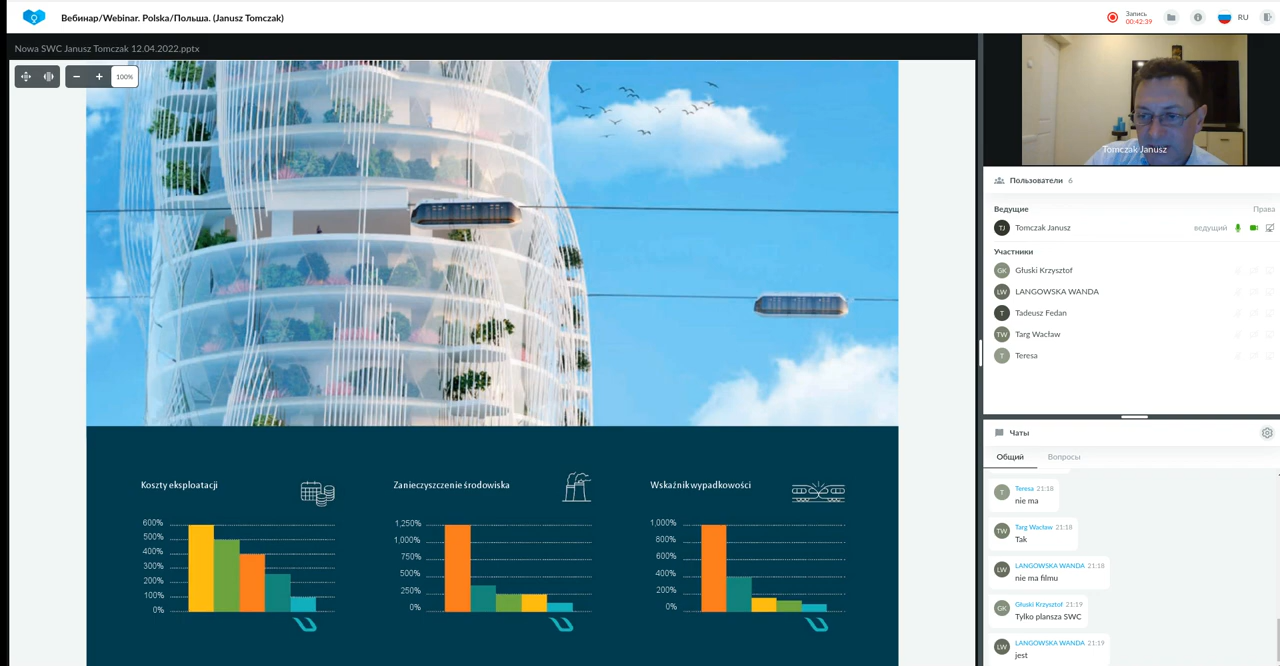 Вебинар/Webinar. Polska/Польша. (Janusz Tomczak)
Запись
00:42:39
RU
Nowa SWC Janusz Tomczak 12.04.2022.pptx
100%
Tomczak Janusz
Пользователи 6
Ведущие Права
TJ Tomczak Janusz ведущий
Участники
GK Głuski Krzysztof
LW LANGOWSKA WANDA
T Tadeusz Fedan
TW Targ Wacław
T Teresa
Чаты
Общий Вопросы
T Teresa 21:18
nie ma
TW Targ Wacław 21:18
Tak
LW LANGOWSKA WANDA 21:18
nie ma filmu
GK Głuski Krzysztof 21:19
Tylko plansza SWC
LW LANGOWSKA WANDA 21:19
jest
Koszty eksploatacji
600%
500%
400%
300%
200%
100%
0%
Zanieczyszczenie środowiska
1,250%
1,000%
750%
500%
250%
0%
Wskaźnik wypadkowości
1,000%
800%
600%
400%
200%
0%